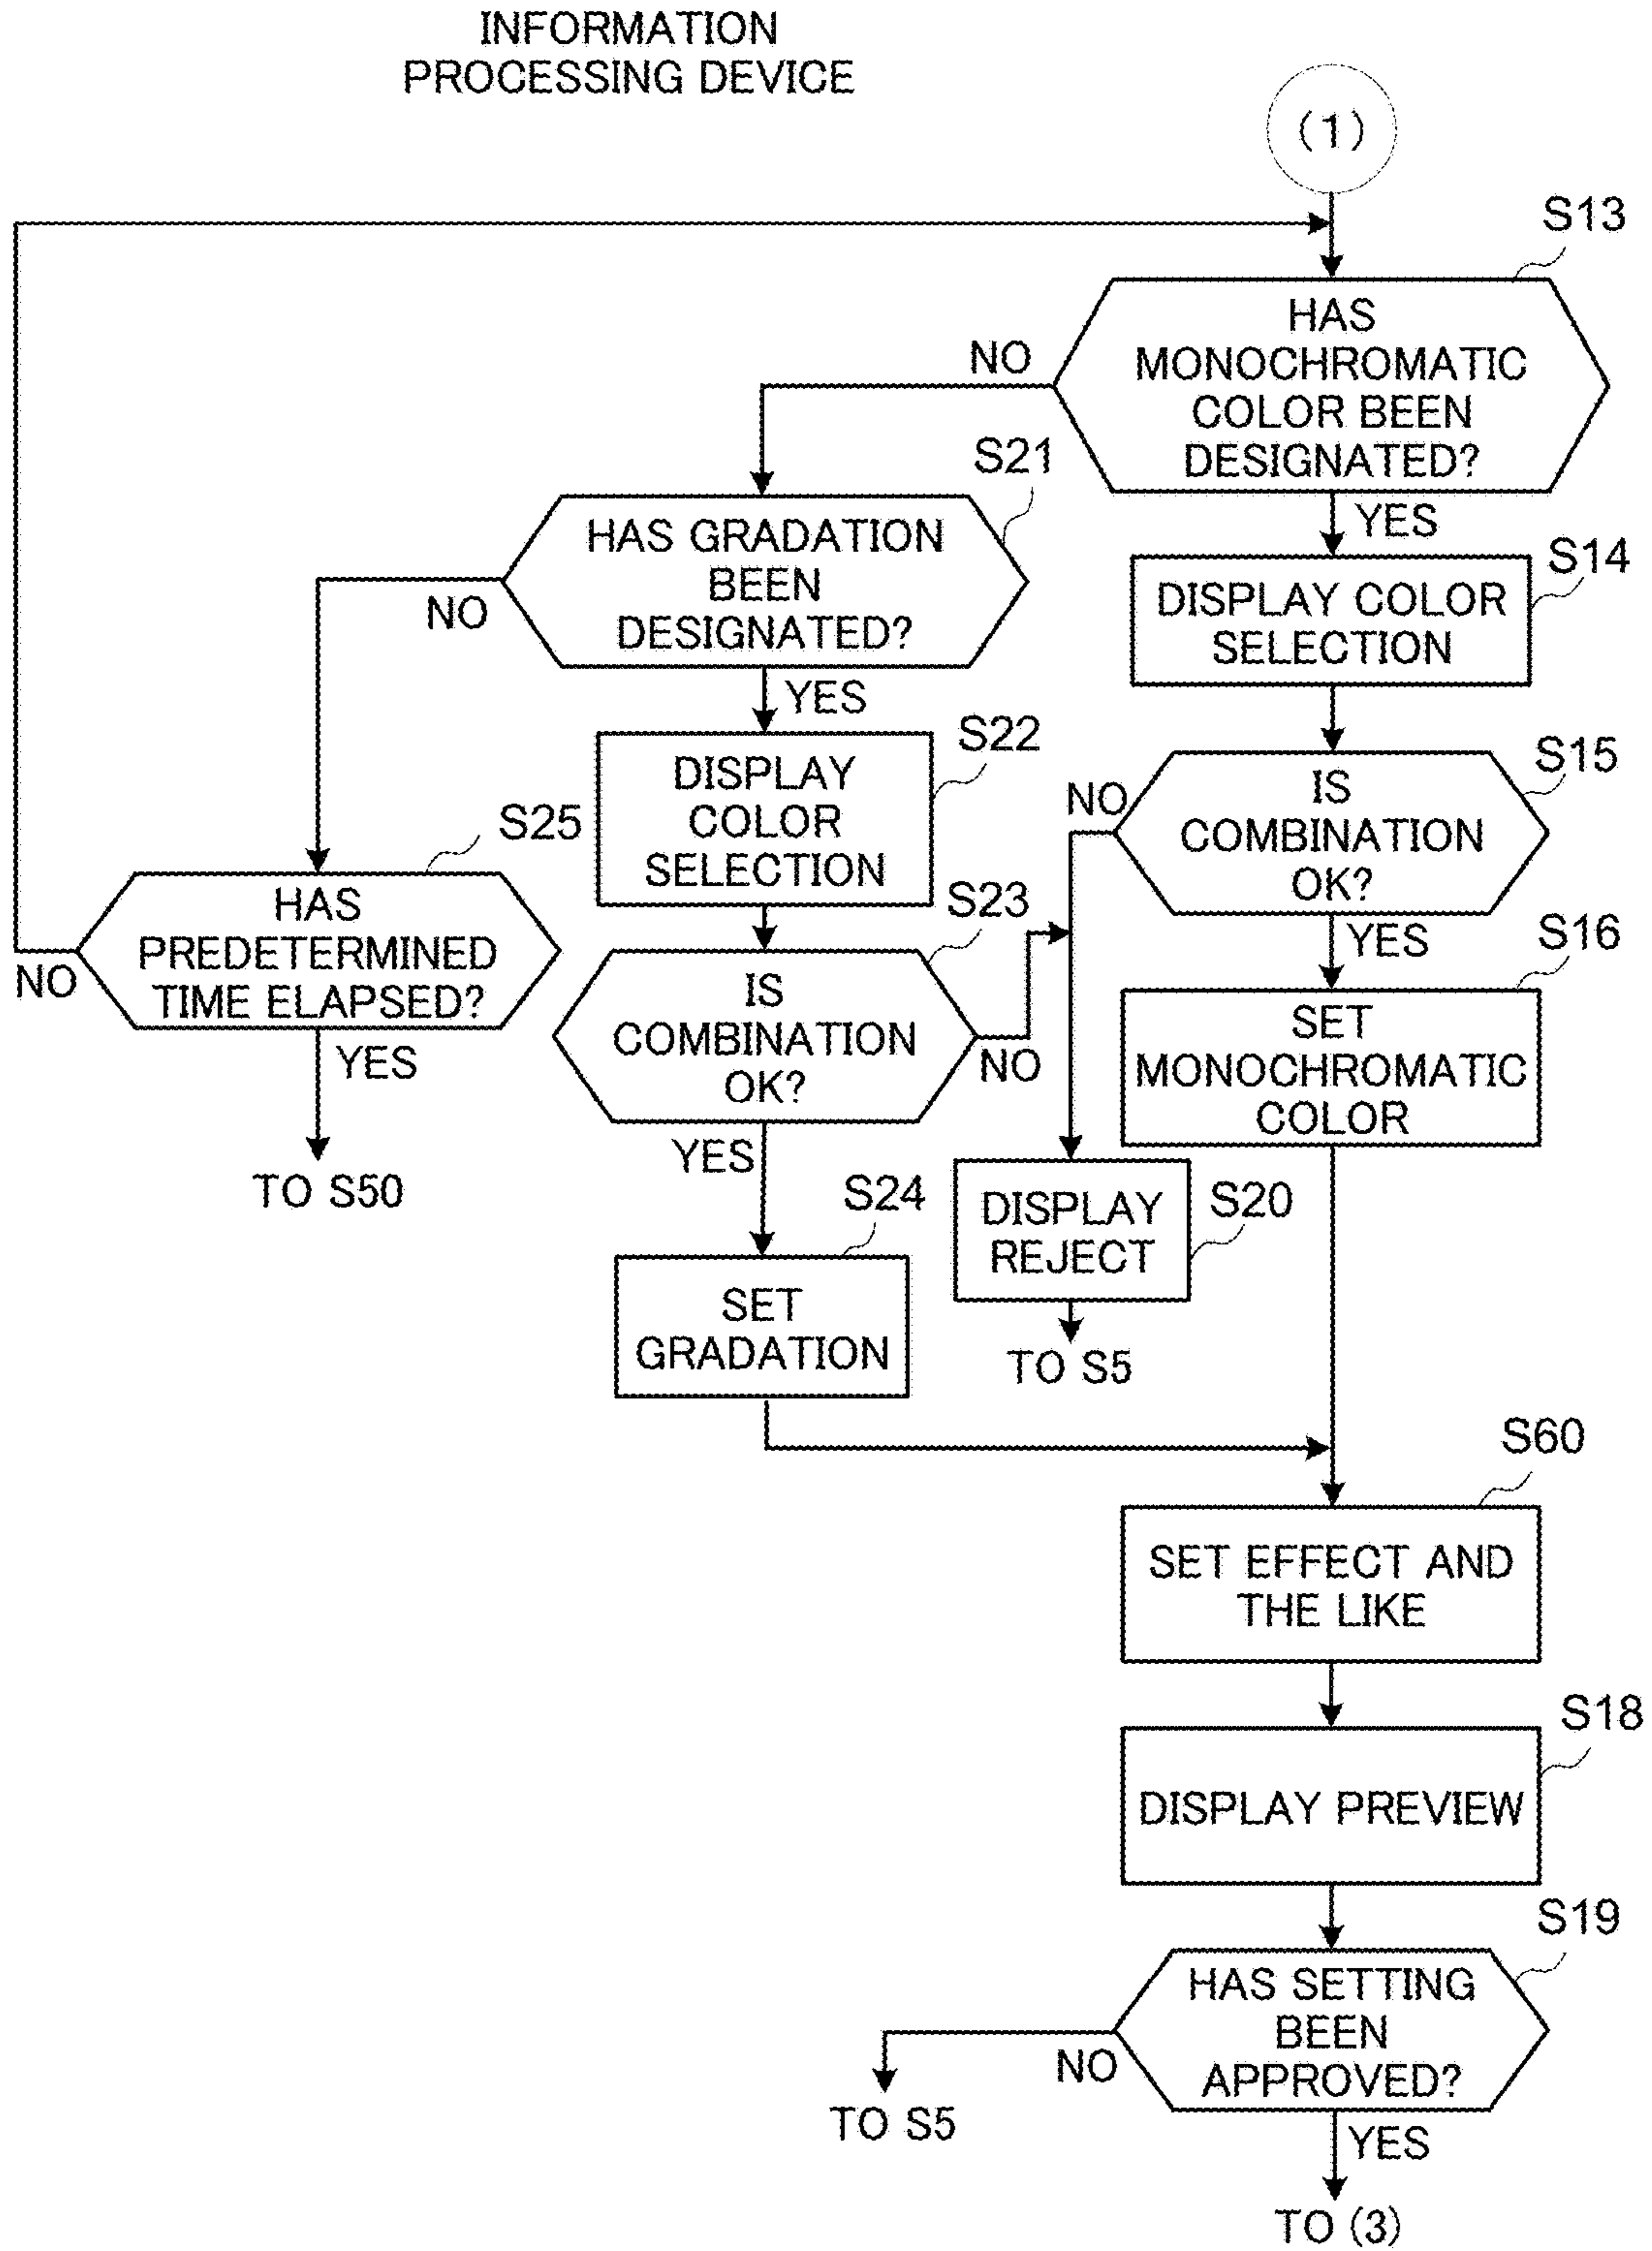 INFORMATION
PROCESSING DEVICE
(1)
S13
HAS
MONOCHROMATIC
COLOR BEEN
DESIGNATED?
NO
YES
S21
HAS GRADATION
BEEN
DESIGNATED?
NO
YES
S14
DISPLAY COLOR
SELECTION
S22
DISPLAY
COLOR
SELECTION
S15
IS
COMBINATION
OK?
NO
YES
S25
HAS
PREDETERMINED
TIME ELAPSED?
NO
YES
TO S50
S23
IS
COMBINATION
OK?
NO
YES
S16
SET
MONOCHROMATIC
COLOR
S24
SET
GRADATION
S20
DISPLAY
REJECT
TO S5
S60
SET EFFECT AND
THE LIKE
S18
DISPLAY PREVIEW
S19
HAS SETTING
BEEN
APPROVED?
NO
TO S5
YES
TO (3)